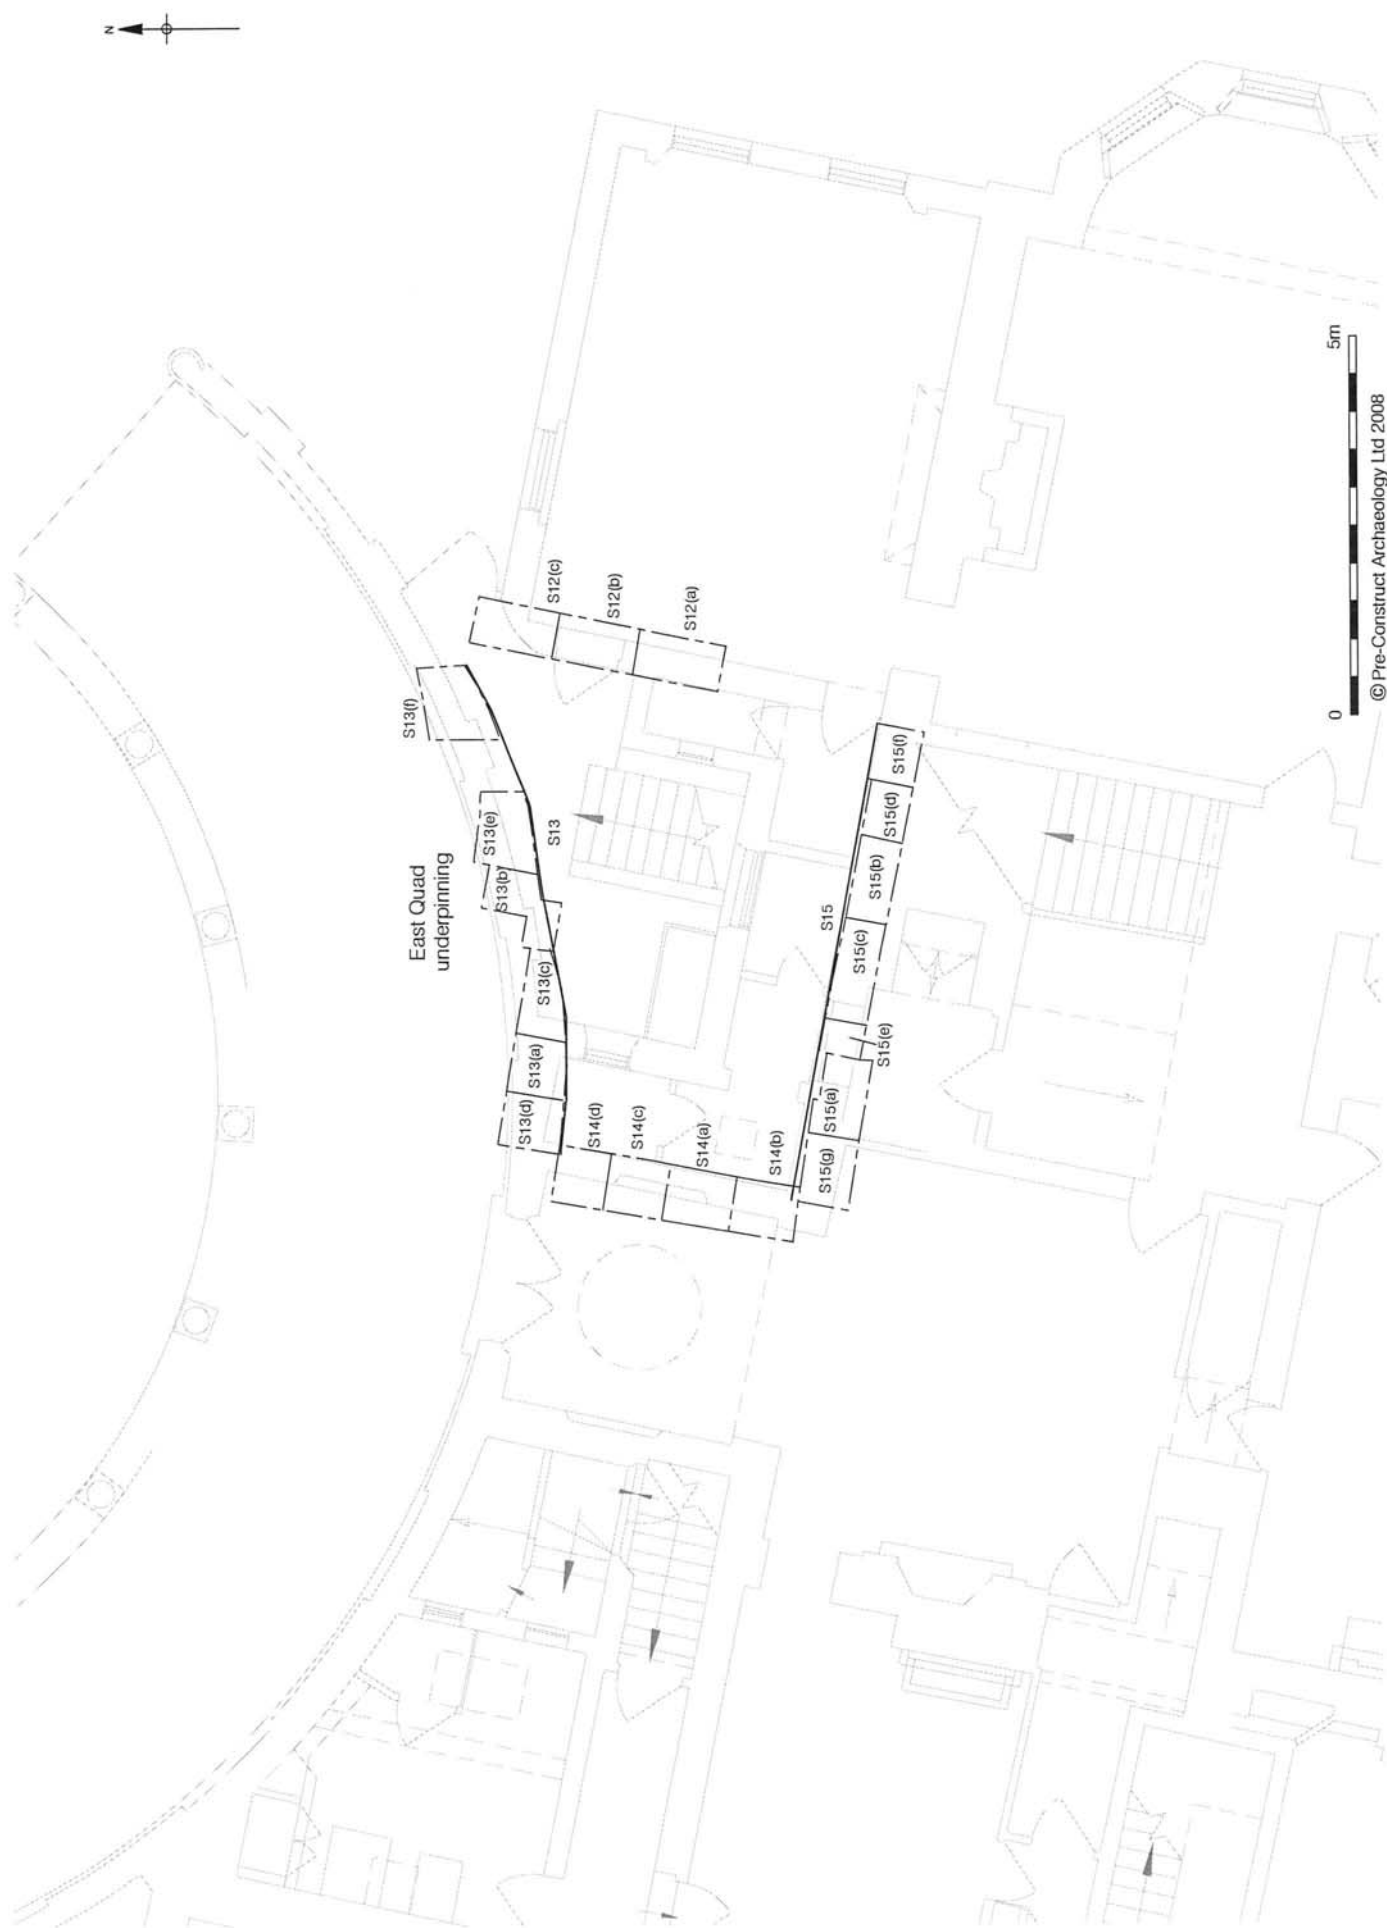 N
S13(f)
S12(c)
S12(b)
S12(a)
East Quad
underpinning
S13(e)
S13(b)
S13
S13(c)
S13(a)
S13(d)
S14(d)
S14(c)
S14(a)
S14(b)
S15
S15(f)
S15(d)
S15(b)
S15(c)
S15(e)
S15(a)
S15(g)
0
5m
© Pre-Construct Archaeology Ltd 2008